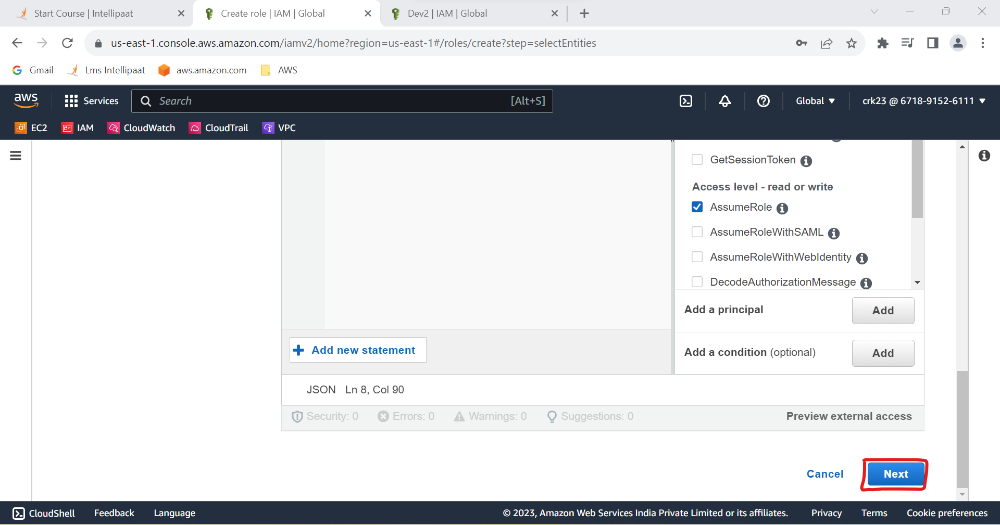 Start Course | Intellipaat
Create role | IAM | Global
Dev2 | IAM | Global
us-east-1.console.aws.amazon.com/iamv2/home?region=us-east-1#/roles/create?step=selectEntities
Gmail
Lms Intellipaat
aws.amazon.com
AWS
aws
Services
Search
[Alt+S]
Global
crk23 @ 6718-9152-6111
EC2
IAM
CloudWatch
CloudTrail
VPC
GetSessionToken
Access level - read or write
AssumeRole
AssumeRoleWithSAML
AssumeRoleWithWebIdentity
DecodeAuthorizationMessage
Add a principal
Add
Add new statement
Add a condition (optional)
Add
JSON Ln 8, Col 90
Security: 0
Errors: 0
Warnings: 0
Suggestions: 0
Preview external access
Cancel
Next
CloudShell
Feedback
Language
© 2023, Amazon Web Services India Private Limited or its affiliates.
Privacy
Terms
Cookie preferences